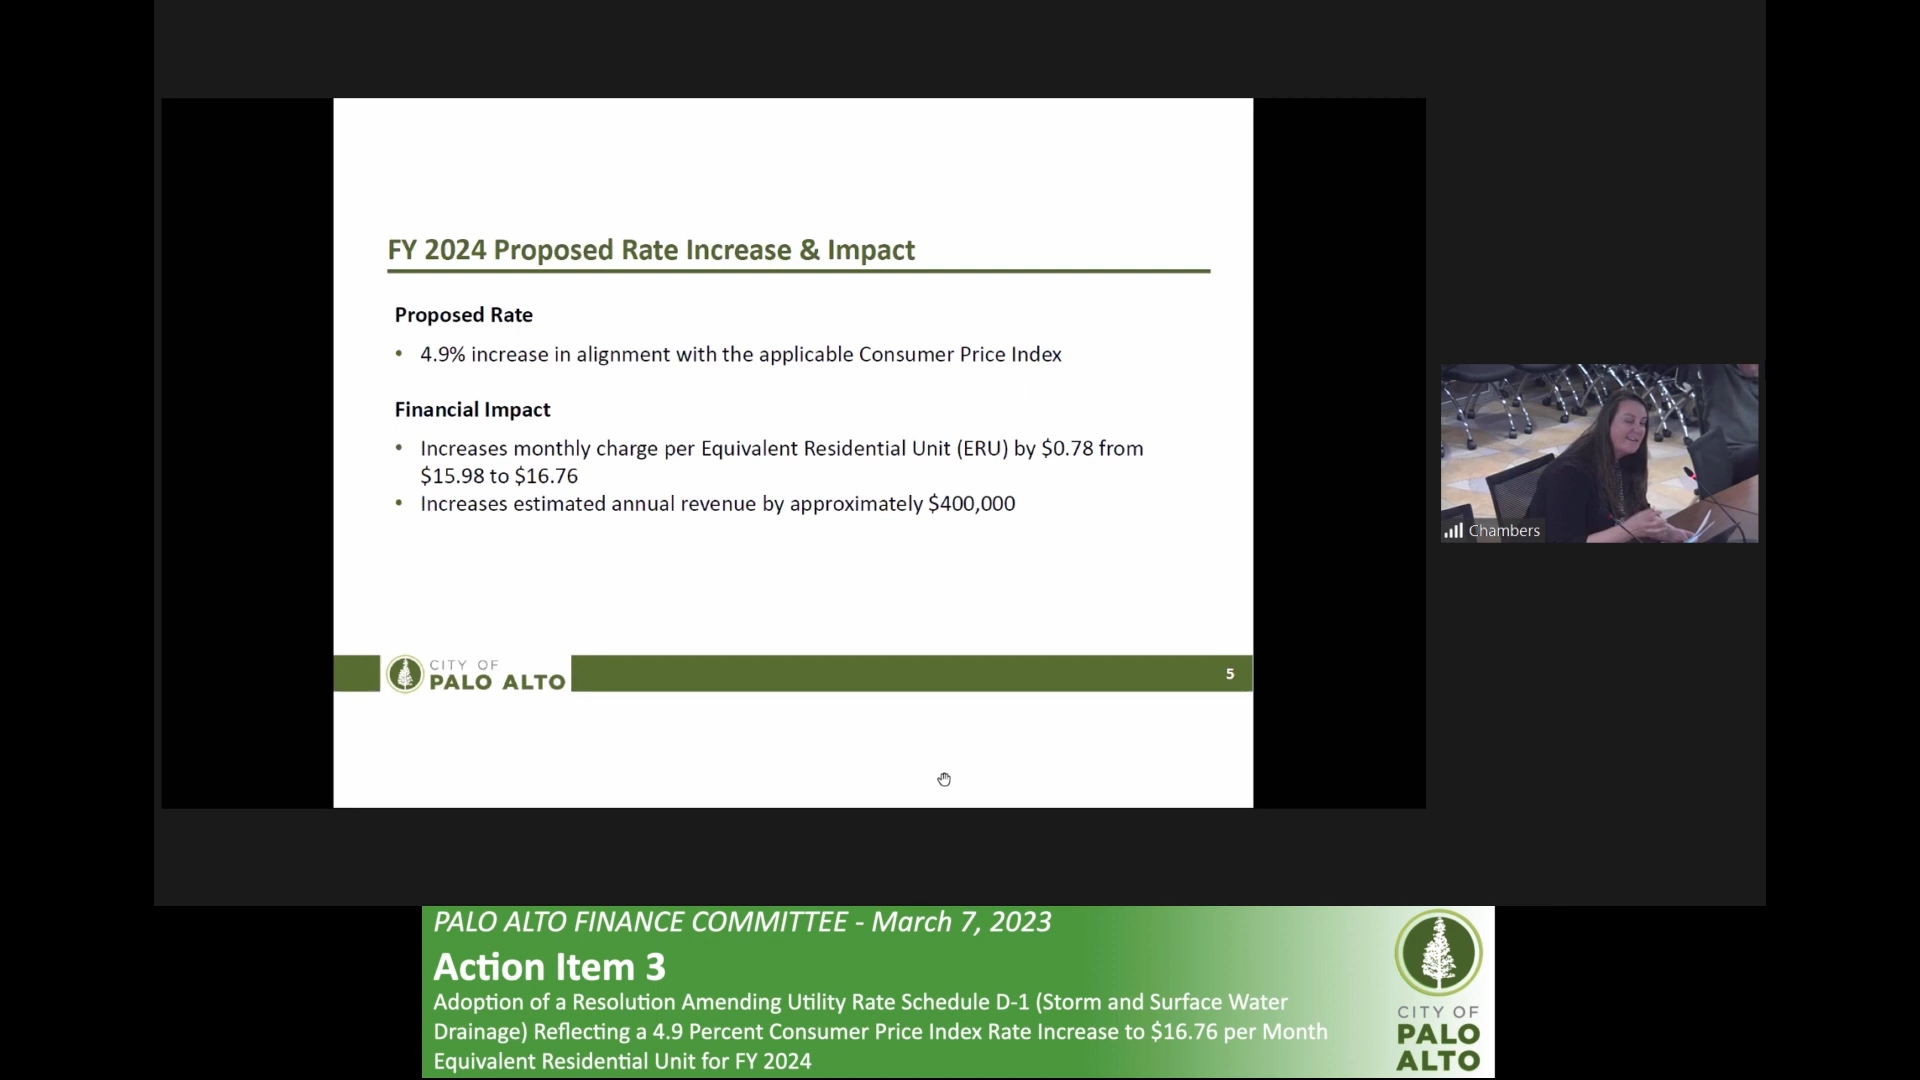 FY 2024 Proposed Rate Increase & Impact
Proposed Rate
• 4.9% increase in alignment with the applicable Consumer Price Index
Financial Impact
• Increases monthly charge per Equivalent Residential Unit (ERU) by $0.78 from
$15.98 to $16.76
• Increases estimated annual revenue by approximately $400,000
CITY OF
PALO ALTO
5
Chambers
PALO ALTO FINANCE COMMITTEE - March 7, 2023
Action Item 3
Adoption of a Resolution Amending Utility Rate Schedule D-1 (Storm and Surface Water
Drainage) Reflecting a 4.9 Percent Consumer Price Index Rate Increase to $16.76 per Month
Equivalent Residential Unit for FY 2024
CITY OF
PALO
ALTO